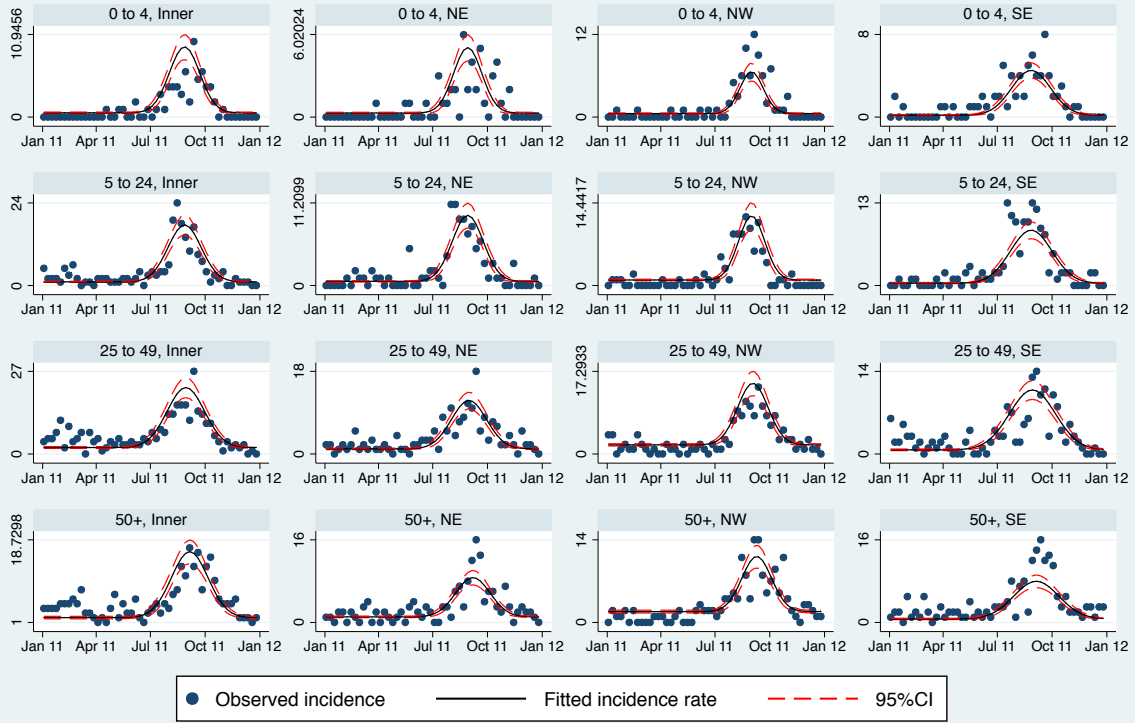 0 to 4, Inner
0 to 4, NE
0 to 4, NW
0 to 4, SE
10.9456
0
6.02024
0
12
0
8
0
Jan 11 Apr 11 Jul 11 Oct 11 Jan 12
Jan 11 Apr 11 Jul 11 Oct 11 Jan 12
Jan 11 Apr 11 Jul 11 Oct 11 Jan 12
Jan 11 Apr 11 Jul 11 Oct 11 Jan 12
5 to 24, Inner
5 to 24, NE
5 to 24, NW
5 to 24, SE
24
0
11.2099
0
14.4417
0
13
0
Jan 11 Apr 11 Jul 11 Oct 11 Jan 12
Jan 11 Apr 11 Jul 11 Oct 11 Jan 12
Jan 11 Apr 11 Jul 11 Oct 11 Jan 12
Jan 11 Apr 11 Jul 11 Oct 11 Jan 12
25 to 49, Inner
25 to 49, NE
25 to 49, NW
25 to 49, SE
27
0
18
0
17.2933
0
14
0
Jan 11 Apr 11 Jul 11 Oct 11 Jan 12
Jan 11 Apr 11 Jul 11 Oct 11 Jan 12
Jan 11 Apr 11 Jul 11 Oct 11 Jan 12
Jan 11 Apr 11 Jul 11 Oct 11 Jan 12
50+, Inner
50+, NE
50+, NW
50+, SE
18.7298
1
16
0
14
0
16
0
Jan 11 Apr 11 Jul 11 Oct 11 Jan 12
Jan 11 Apr 11 Jul 11 Oct 11 Jan 12
Jan 11 Apr 11 Jul 11 Oct 11 Jan 12
Jan 11 Apr 11 Jul 11 Oct 11 Jan 12
Observed incidence
Fitted incidence rate
95%CI